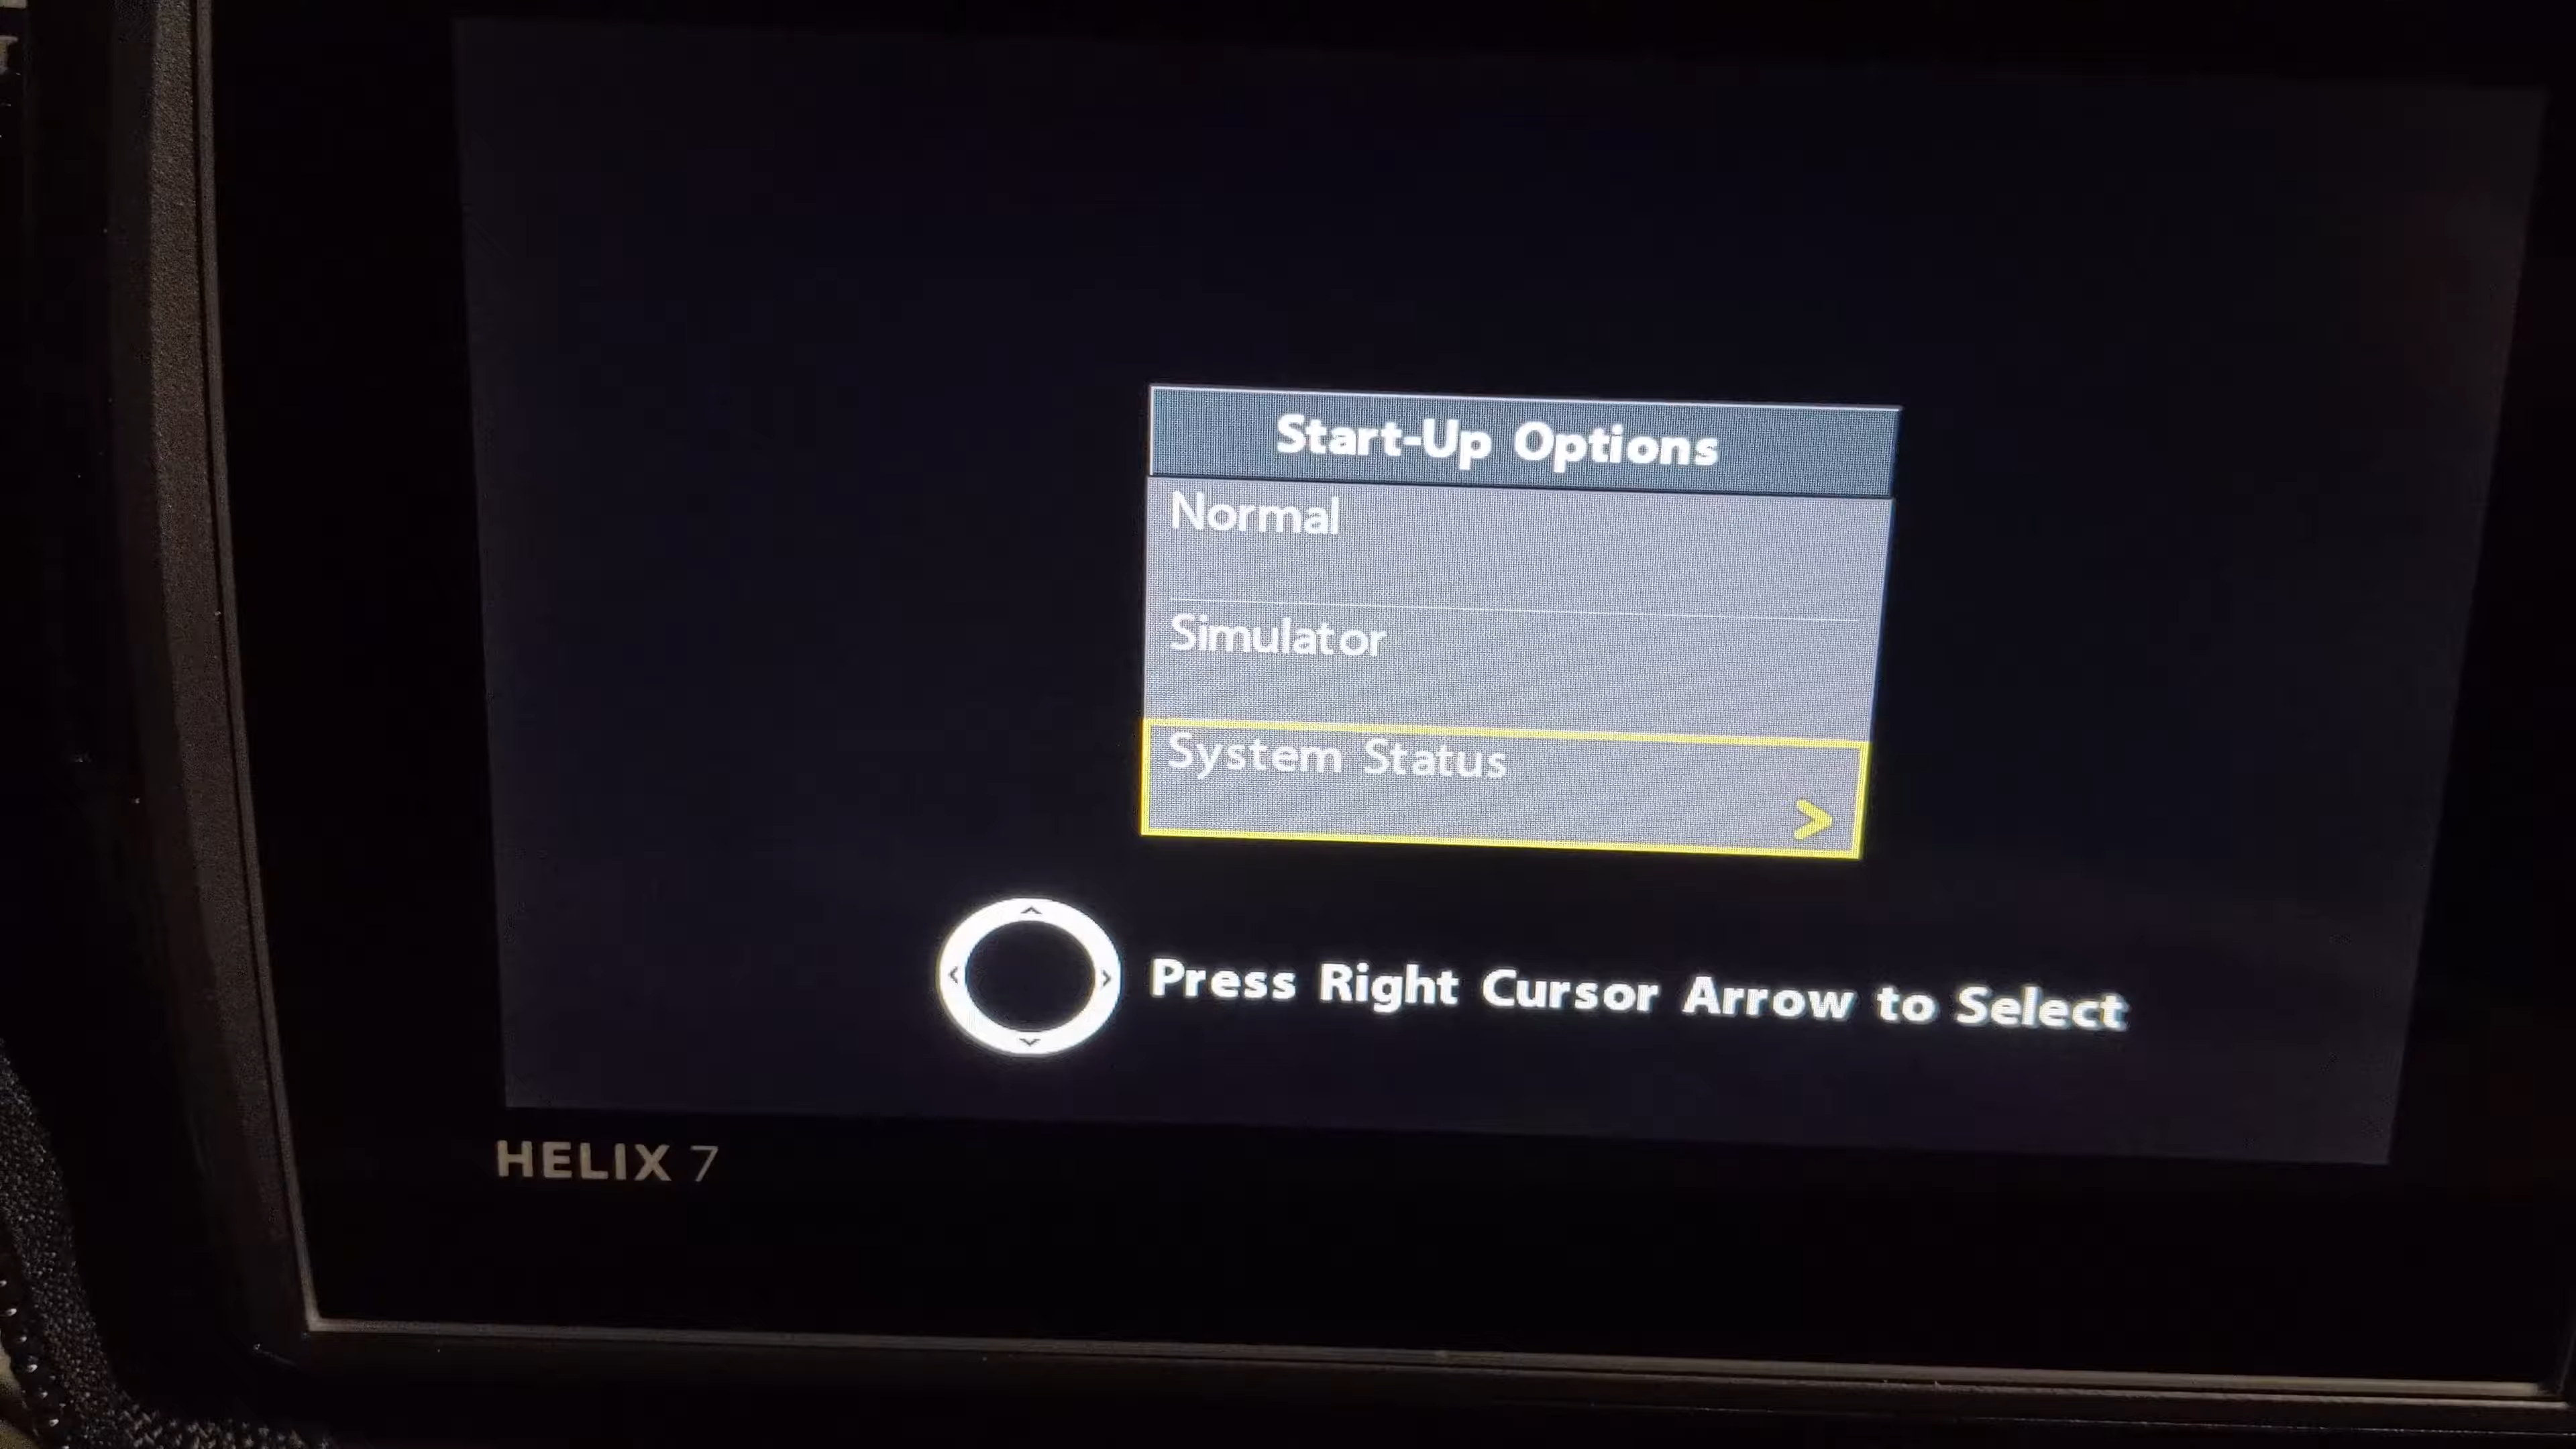 Start-Up Options
Normal
Simulator
System Status
Press Right Cursor Arrow to Select
HELIX 7